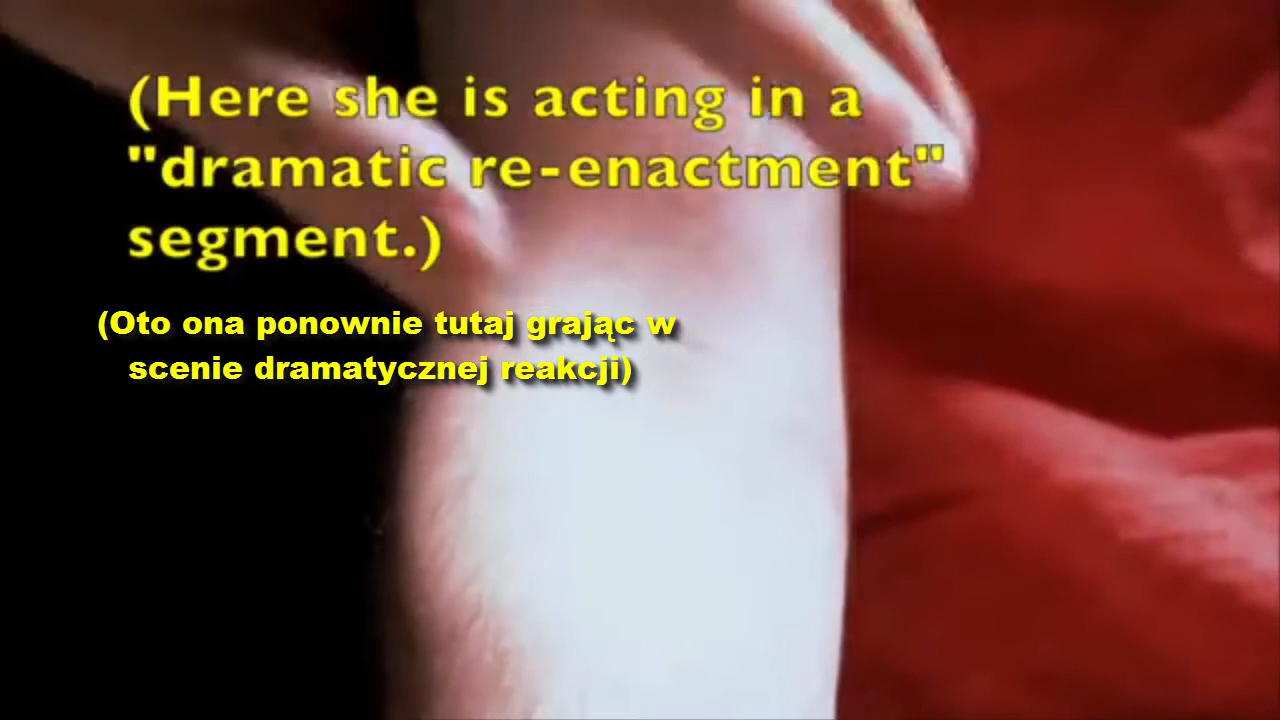 (Here she is acting in a
"dramatic re-enactment"
segment.)
(Oto ona ponownie tutaj grając w
scenie dramatycznej reakcji)